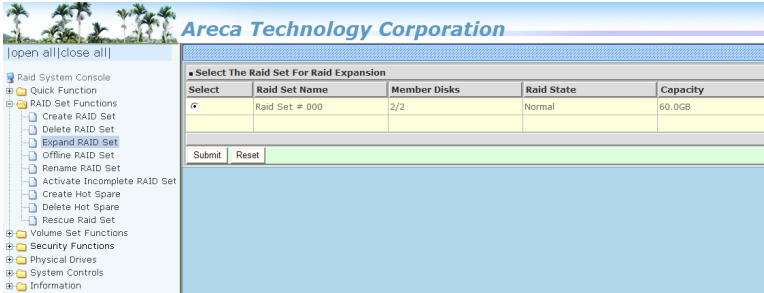 Areca Technology Corporation
|open all|close all|
Raid System Console
Quick Function
RAID Set Functions
Create RAID Set
Delete RAID Set
Expand RAID Set
Offline RAID Set
Rename RAID Set
Activate Incomplete RAID Set
Create Hot Spare
Delete Hot Spare
Rescue Raid Set
Volume Set Functions
Security Functions
Physical Drives
System Controls
Information
Select The Raid Set For Raid Expansion
Select Raid Set Name Member Disks Raid State Capacity
Raid Set # 000 2/2 Normal 60.0GB
Submit Reset